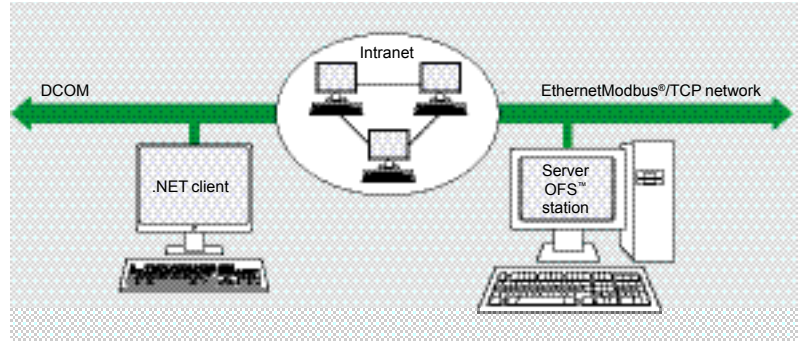 Intranet
DCOM
EthernetModbus®/TCP network
.NET client
Server
OFS™
station